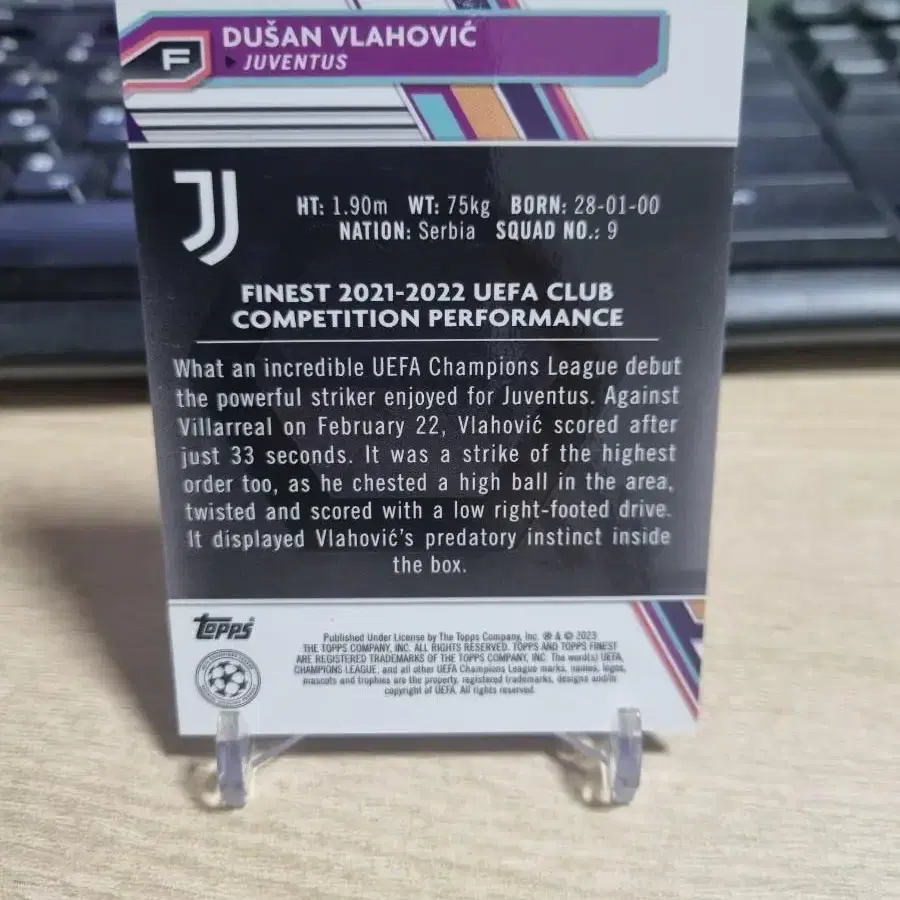 DUŠAN VLAHOVIĆ
F
JUVENTUS
HT: 1.90m WT: 75kg BORN: 28-01-00
NATION: Serbia SQUAD NO.: 9
FINEST 2021-2022 UEFA CLUB
COMPETITION PERFORMANCE
What an incredible UEFA Champions League debut
the powerful striker enjoyed for Juventus. Against
Villarreal on February 22, Vlahović scored after
just 33 seconds. It was a strike of the highest
order too, as he chested a high ball in the area,
twisted and scored with a low right-footed drive.
It displayed Vlahović's predatory instinct inside
the box.
topps
Published Under License by The Topps Company, Inc. ® & © 2023
THE TOPPS COMPANY, INC. ALL RIGHTS RESERVED. TOPPS AND TOPPS FINEST
ARE REGISTERED TRADEMARKS OF THE TOPPS COMPANY, INC. The word(s) UEFA,
CHAMPIONS LEAGUE, and all other UEFA Champions League marks, names, logos,
mascots and trophies are the property, registered trademarks, designs and/or
copyright of UEFA. All rights reserved.